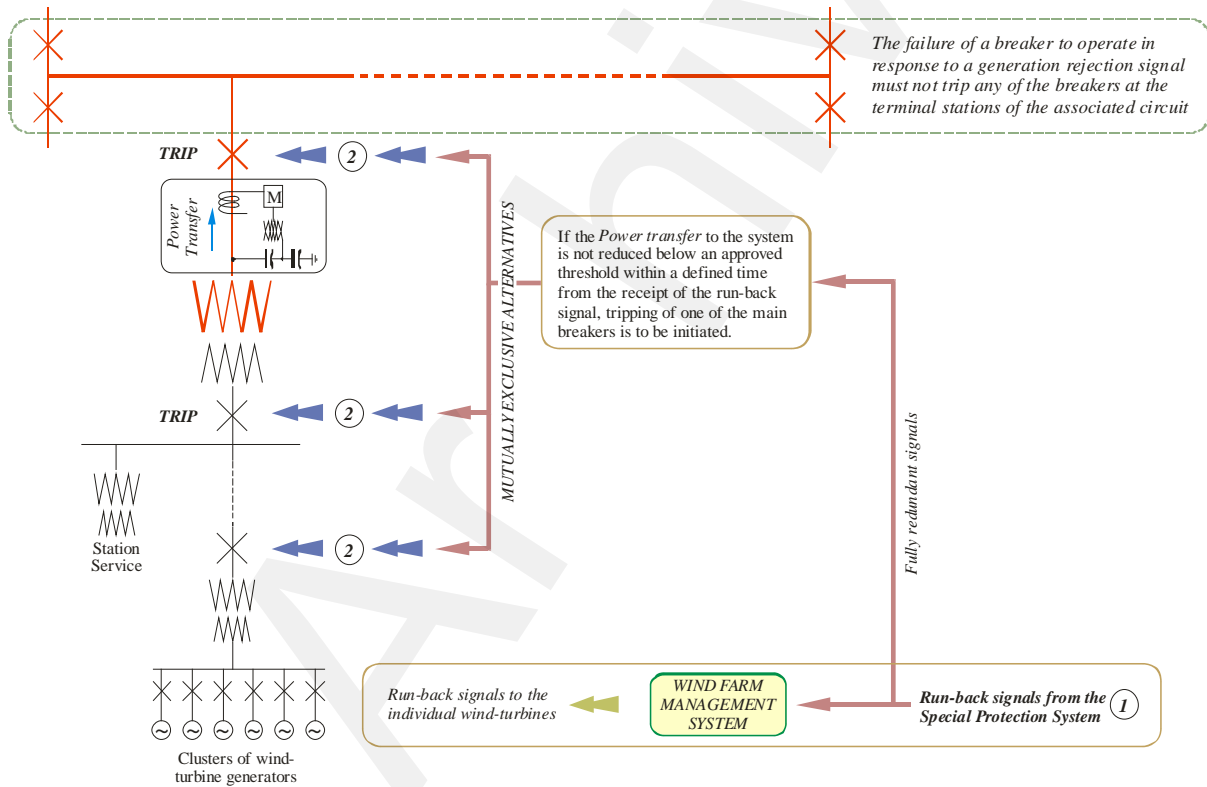 The failure of a breaker to operate in
response to a generation rejection signal
must not trip any of the breakers at the
terminal stations of the associated circuit
TRIP
2
M
Power
Transfer
MUTUALLY EXCLUSIVE ALTERNATIVES
If the Power transfer to the system
is not reduced below an approved
threshold within a defined time
from the receipt of the run-back
signal, tripping of one of the main
breakers is to be initiated.
TRIP
2
Fully redundant signals
Station
Service
2
Run-back signals to the
individual wind-turbines
WIND FARM
MANAGEMENT
SYSTEM
Run-back signals from the
Special Protection System
1
Clusters of wind-
turbine generators